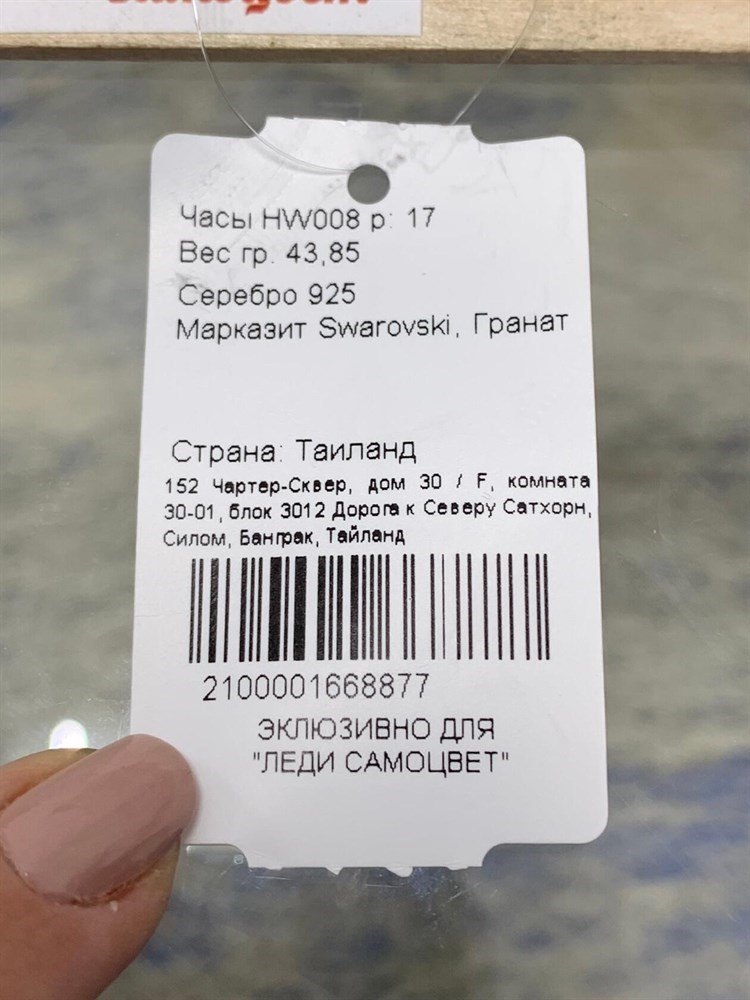 Часы HW008 р: 17
Вес гр. 43,85
Серебро 925
Марказит Swarovski, Гранат
Страна: Таиланд
152 Чартер-Сквер, дом 30 / F, комната
30-01, блок 3012 Дорога к Северу Сатхорн,
Силом, Банграк, Тайланд
2100001668877
ЭКЛЮЗИВНО ДЛЯ
"ЛЕДИ САМОЦВЕТ"